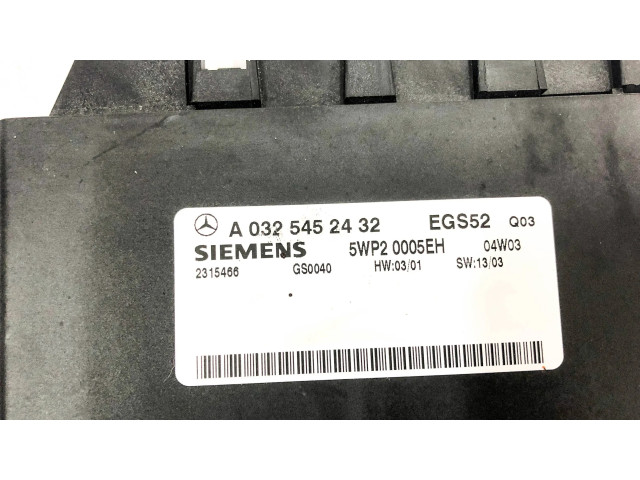 A 032 545 24 32 EGS52 Q03
SIEMENS 5WP2 0005EH 04W03
2315466 GS0040 HW:03/01 SW:13/03